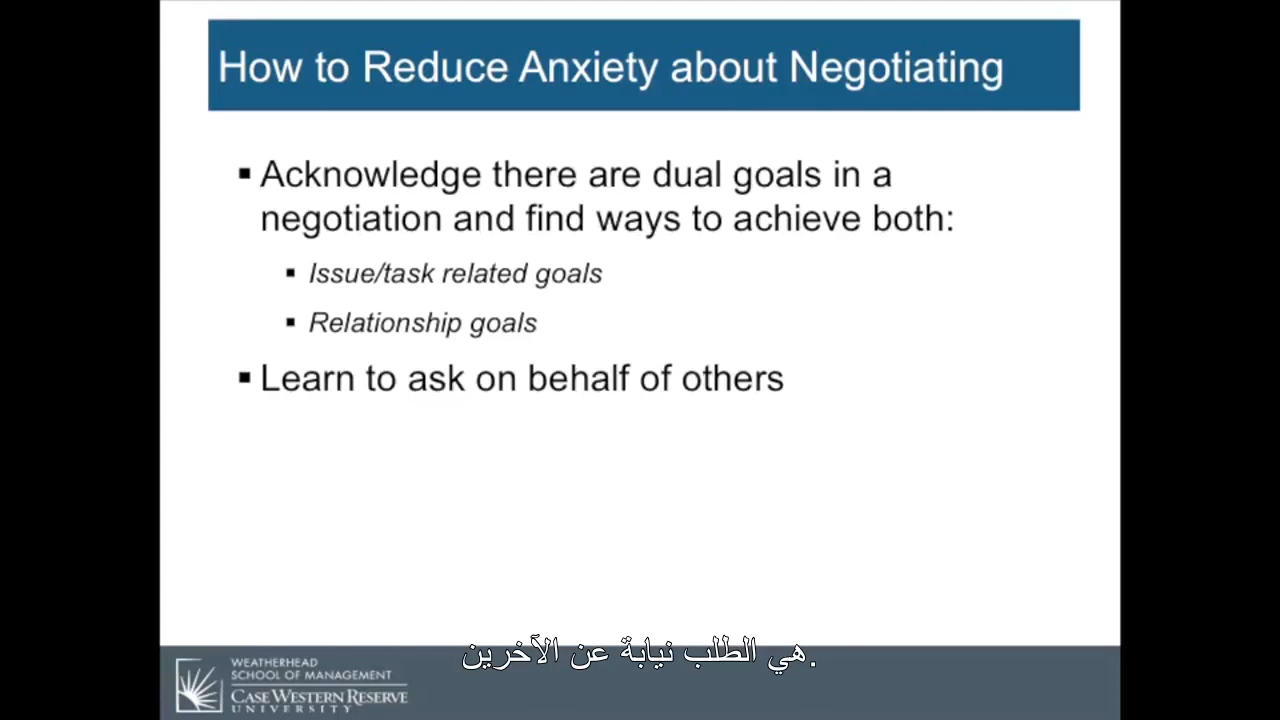 How to Reduce Anxiety about Negotiating
▪ Acknowledge there are dual goals in a
negotiation and find ways to achieve both:
▪ Issue/task related goals
▪ Relationship goals
▪ Learn to ask on behalf of others
هي الطلب نيابة عن الآخرين.
WEATHERHEAD
SCHOOL OF MANAGEMENT
CASE WESTERN RESERVE
UNIVERSITY